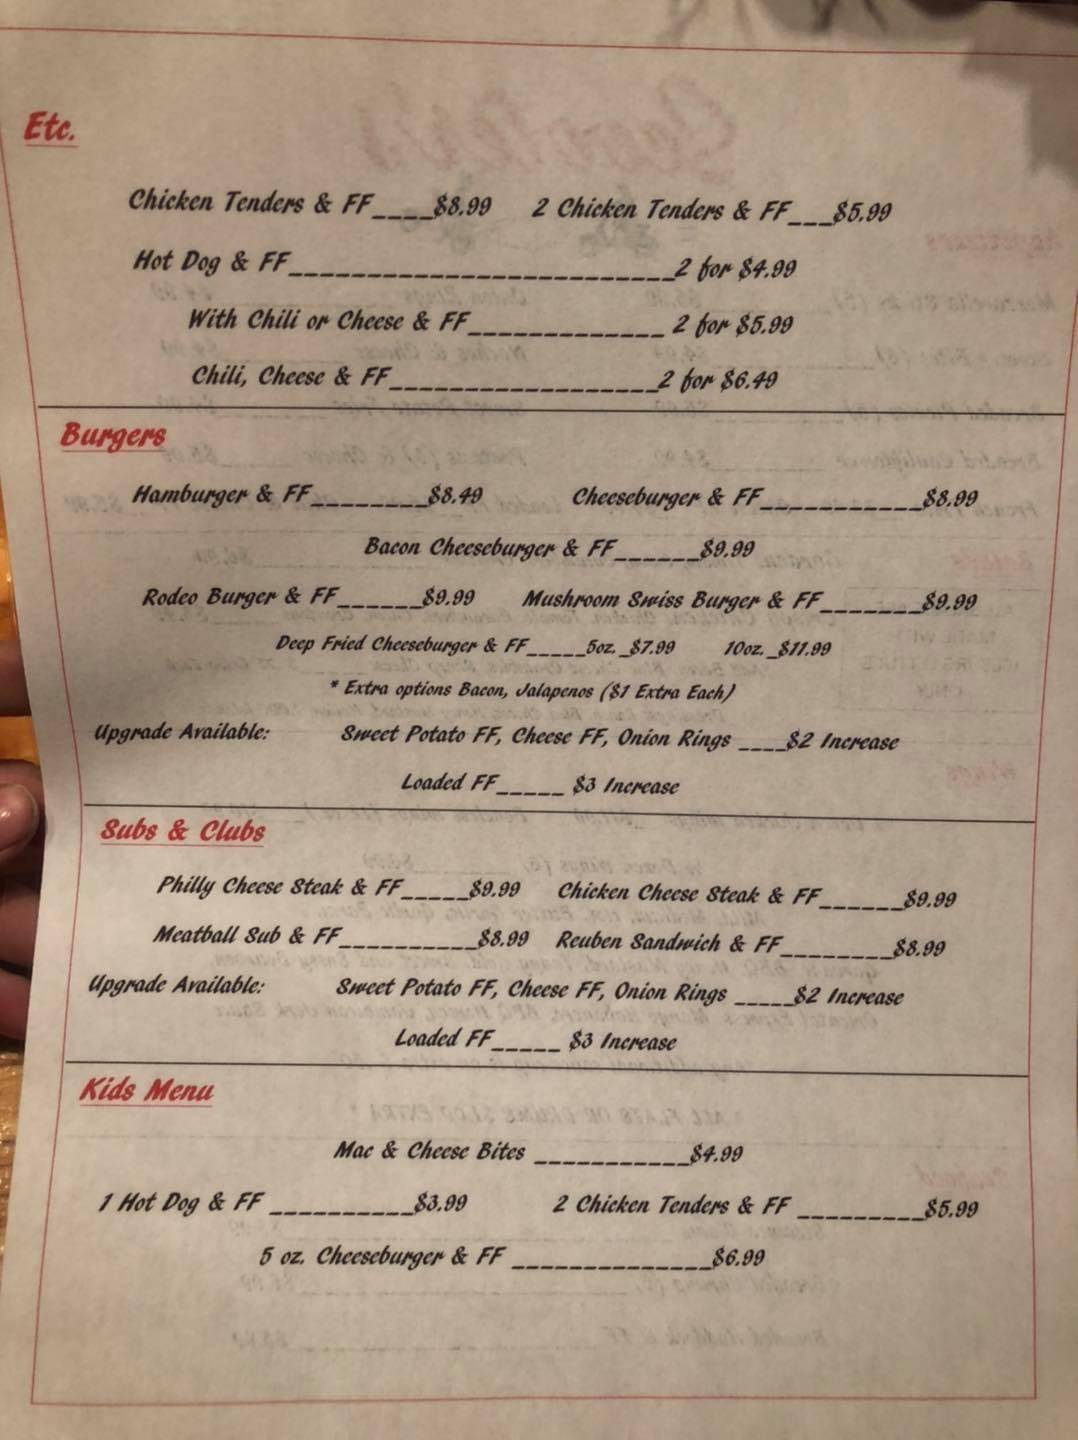 Etc.
Chicken Tenders & FF____$8.99 2 Chicken Tenders & FF___$5.99
Hot Dog & FF_________________________2 for $4.99
With Chili or Cheese & FF____________ 2 for $5.99
Chili, Cheese & FF_________________2 for $6.49
Burgers
Hamburger & FF________$8.49 Cheeseburger & FF___________$8.99
Bacon Cheeseburger & FF______$9.99
Rodeo Burger & FF______$9.99 Mushroom Swiss Burger & FF_______$9.99
Deep Fried Cheeseburger & FF_____5oz._$7.99 10oz._$11.99
* Extra options Bacon, Jalapenos ($1 Extra Each)
Upgrade Available: Sweet Potato FF, Cheese FF, Onion Rings ____$2 Increase
Loaded FF_____ $3 Increase
Subs & Clubs
Philly Cheese Steak & FF_____$9.99 Chicken Cheese Steak & FF______$9.99
Meatball Sub & FF__________$8.99 Reuben Sandwich & FF________$8.99
Upgrade Available: Sweet Potato FF, Cheese FF, Onion Rings _____$2 Increase
Loaded FF_____ $3 Increase
Kids Menu
Mac & Cheese Bites ___________$4.99
1 Hot Dog & FF __________$3.99 2 Chicken Tenders & FF _________$5.99
5 oz. Cheeseburger & FF ______________$6.99